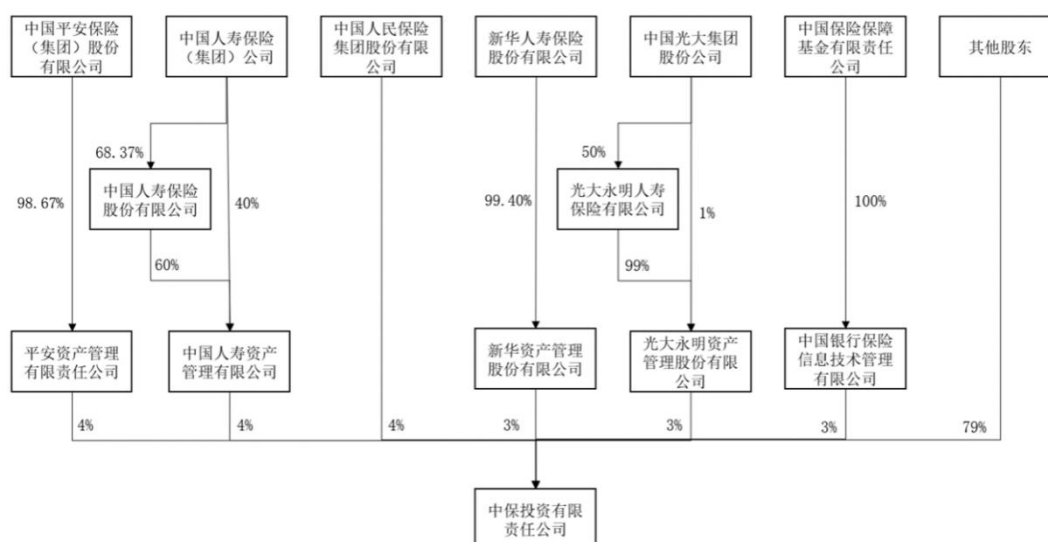 中国平安保险
（集团）股份
有限公司
中国人寿保险
（集团）公司
中国人民保险
集团股份有限
公司
新华人寿保险
股份有限公司
中国光大集团
股份公司
中国保险保障
基金有限责任
公司
其他股东
68.37%
50%
中国人寿保险
股份有限公司
光大永明人寿
保险有限公司
98.67%
40%
99.40%
1%
100%
60%
99%
平安资产管理
有限责任公司
中国人寿资产
管理有限公司
新华资产管理
股份有限公司
光大永明资产
管理股份有限
公司
中国银行保险
信息技术管理
有限公司
4%
4%
4%
3%
3%
3%
79%
中保投资有限
责任公司